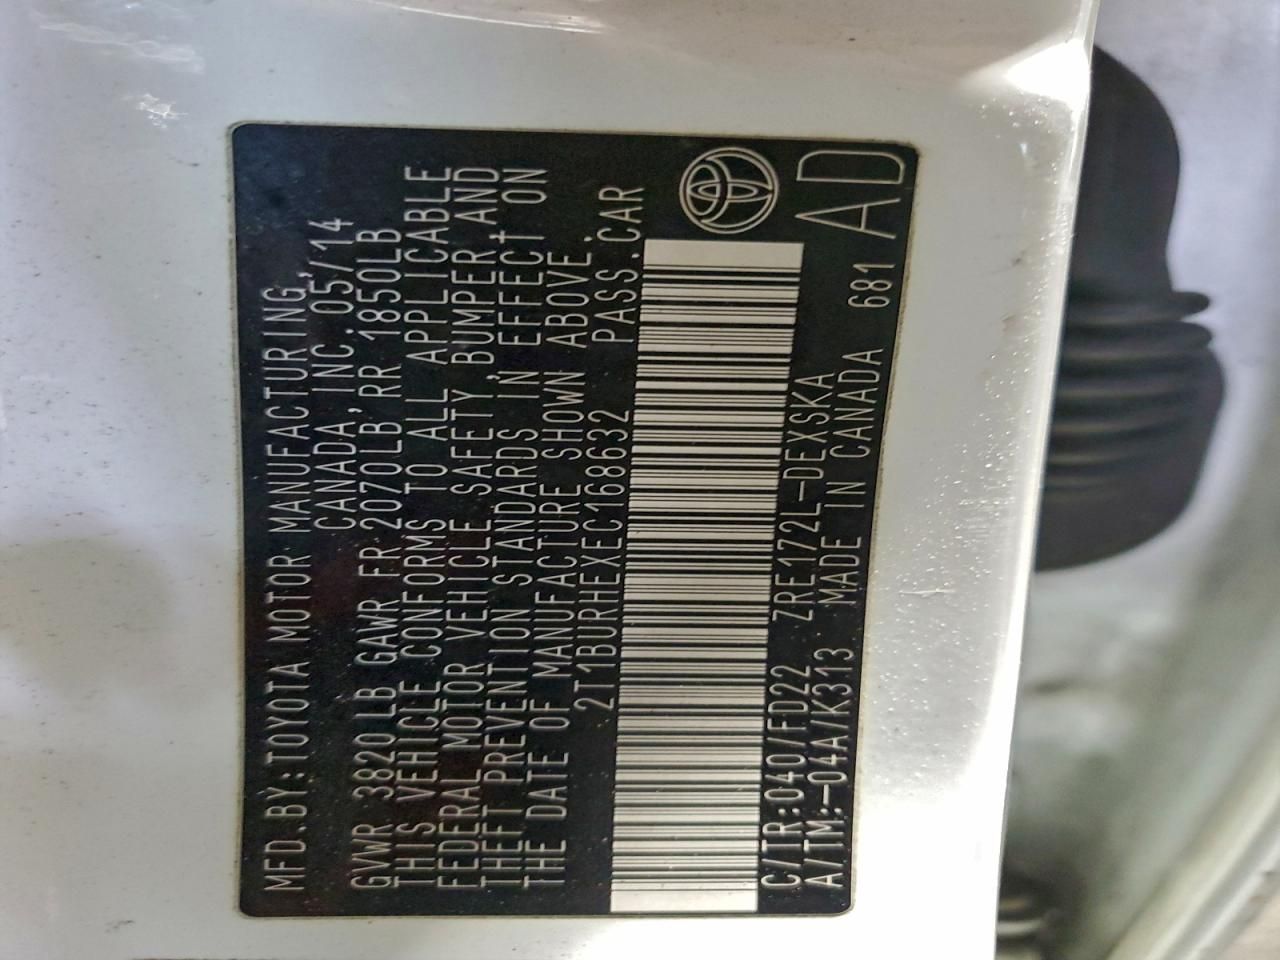 MFD. BY: TOYOTA MOTOR MANUFACTURING,
CANADA, INC. 05/14
GVWR 3820 LB GAWR FR 2070LB, RR 1850LB
THIS VEHICLE CONFORMS TO ALL APPLICABLE
FEDERAL MOTOR VEHICLE SAFETY, BUMPER, AND
THEFT PREVENTION STANDARDS IN EFFECT ON
THE DATE OF MANUFACTURE SHOWN ABOVE.
2T1BURHEXEC168632 PASS. CAR
C/TR: 040/FD22 ZRE172L-DEXSKA AD
A/TM: -04A/K313 MADE IN CANADA 681